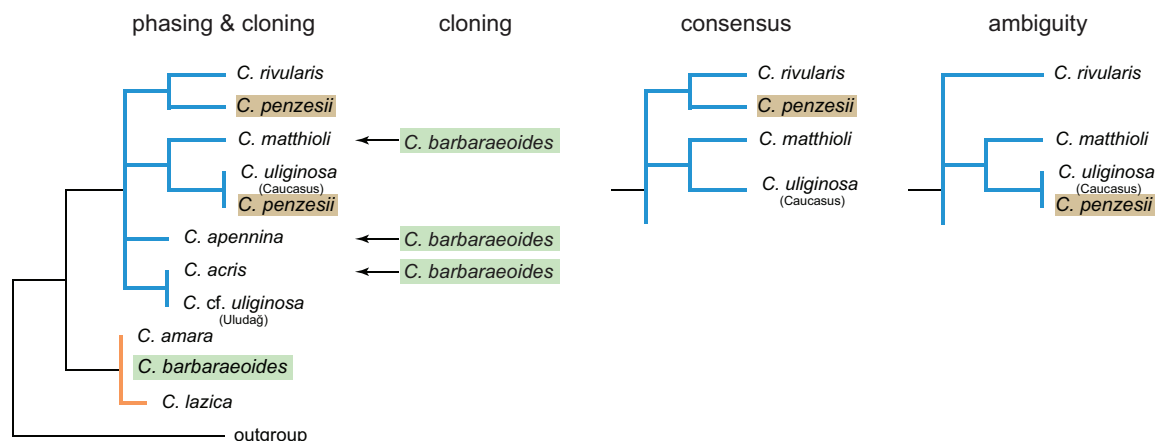 phasing & cloning
cloning
consensus
ambiguity
C. rivularis
C. penzesii
C. matthioli
C. uliginosa
(Caucasus)
C. penzesii
C. apennina
C. acris
C. cf. uliginosa
(Uludağ)
C. amara
C. barbaraeoides
C. lazica
outgroup
C. barbaraeoides
C. barbaraeoides
C. barbaraeoides
C. rivularis
C. penzesii
C. matthioli
C. uliginosa
(Caucasus)
C. rivularis
C. matthioli
C. uliginosa
(Caucasus)
C. penzesii